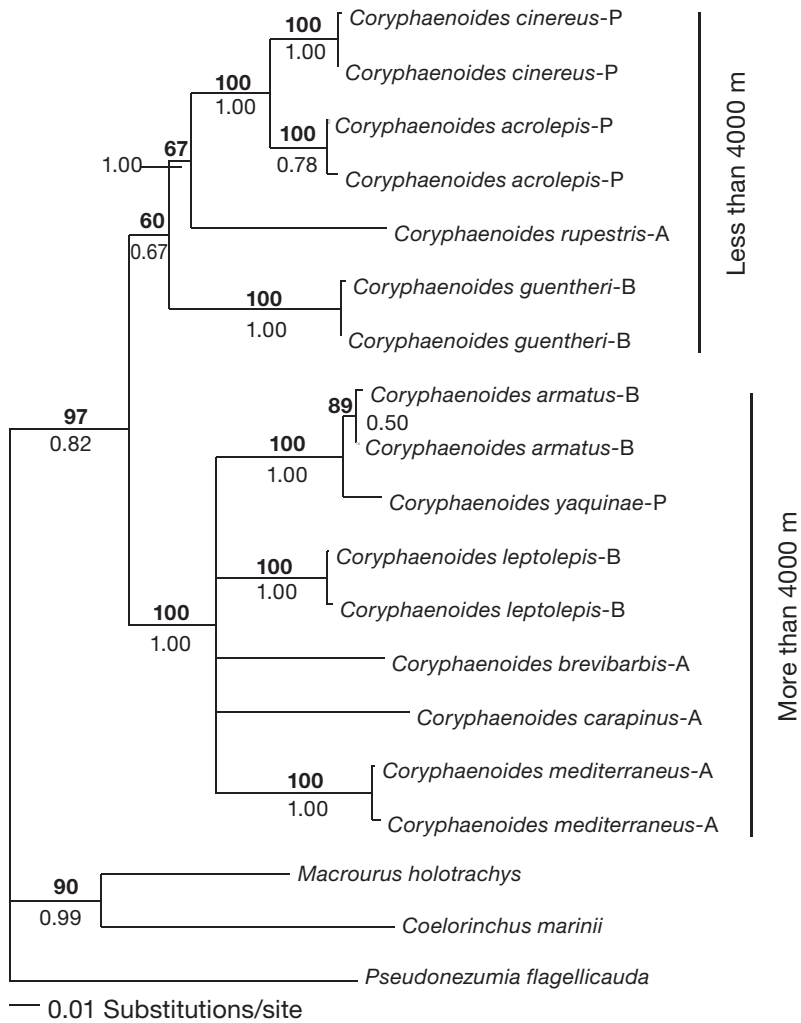 Coryphaenoides cinereus-P
100
1.00
Coryphaenoides cinereus-P
100
1.00
Coryphaenoides acrolepis-P
100
0.78
Coryphaenoides acrolepis-P
67
1.00
60
0.67
Coryphaenoides rupestris-A
Coryphaenoides guentheri-B
100
1.00
Coryphaenoides guentheri-B
Less than 4000 m
Coryphaenoides armatus-B
89
0.50
Coryphaenoides armatus-B
97
0.82
100
1.00
Coryphaenoides yaquinae-P
Coryphaenoides leptolepis-B
100
1.00
Coryphaenoides leptolepis-B
100
1.00
Coryphaenoides brevibarbis-A
Coryphaenoides carapinus-A
Coryphaenoides mediterraneus-A
100
1.00
Coryphaenoides mediterraneus-A
More than 4000 m
Macrourus holotrachys
90
0.99
Coelorinchus marinii
Pseudonezumia flagellicauda
0.01 Substitutions/site